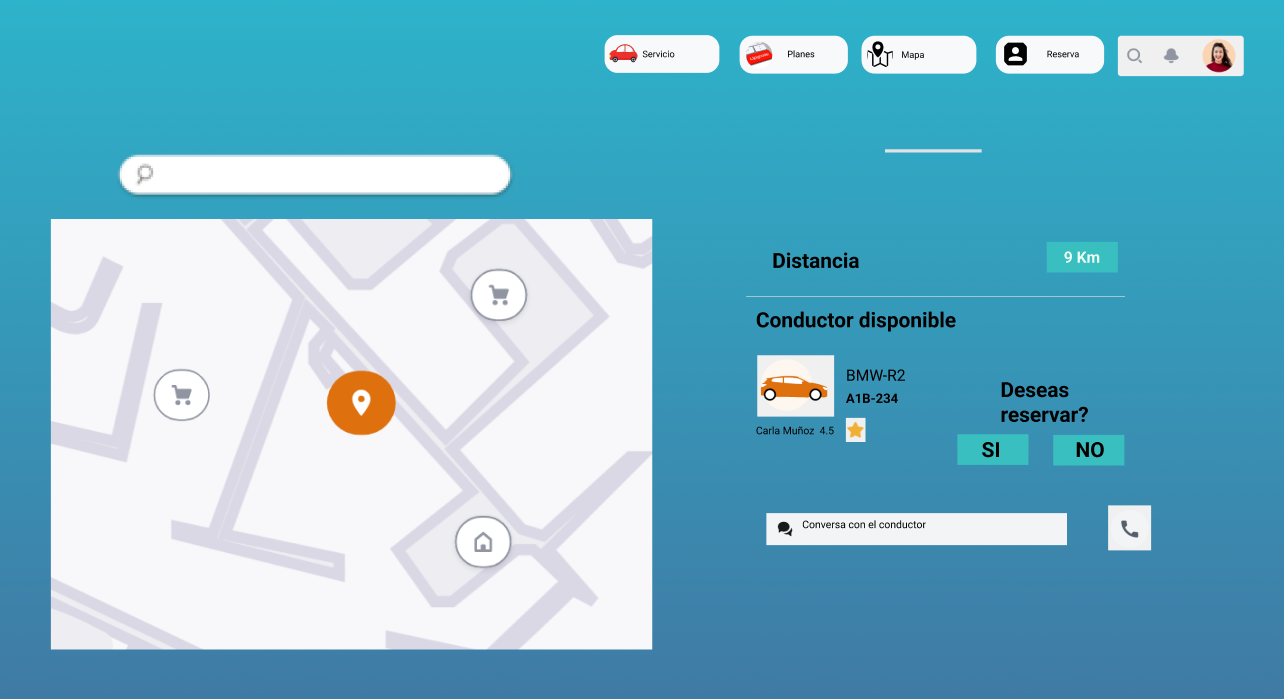 Servicio
Planes
Mapa
Reserva
Distancia
9 Km
Conductor disponible
BMW-R2
A1B-234
Carla Muñoz 4.5
Deseas
reservar?
SI
NO
Conversa con el conductor